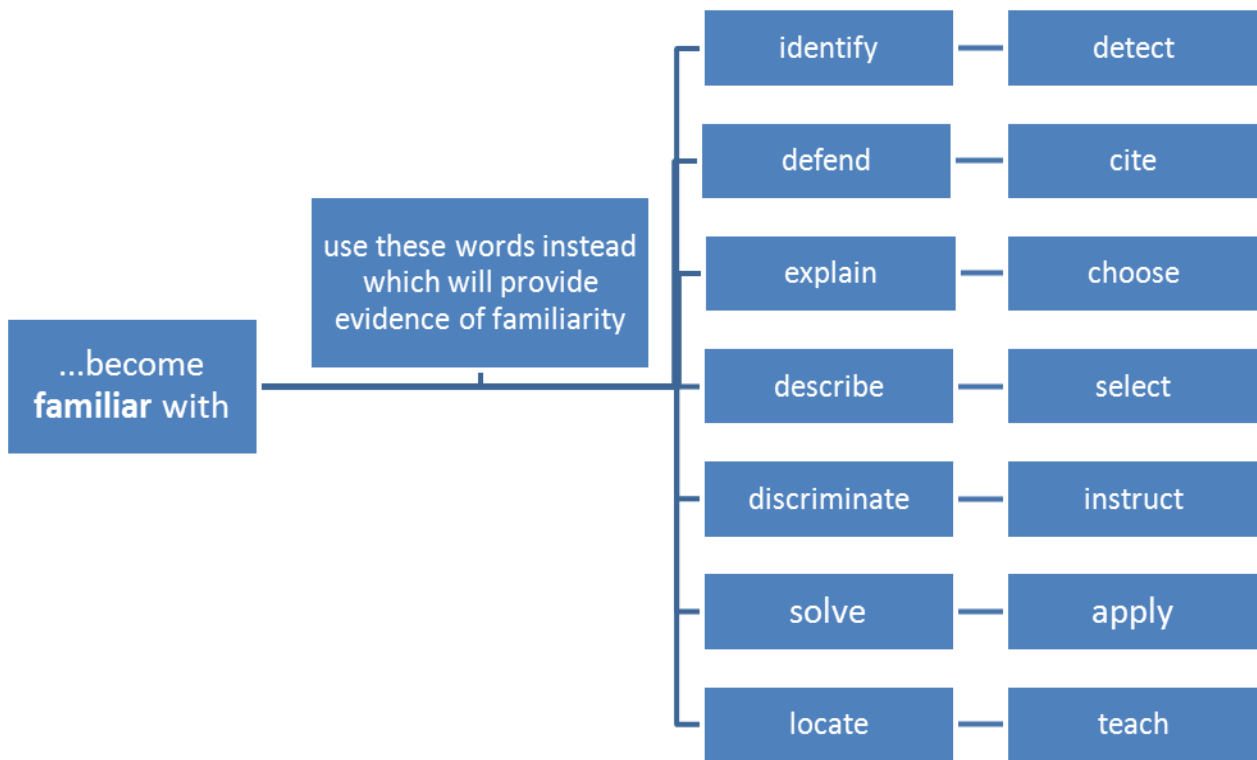 ...become
familiar with
use these words instead
which will provide
evidence of familiarity
identify
detect
defend
cite
explain
choose
describe
select
discriminate
instruct
solve
apply
locate
teach